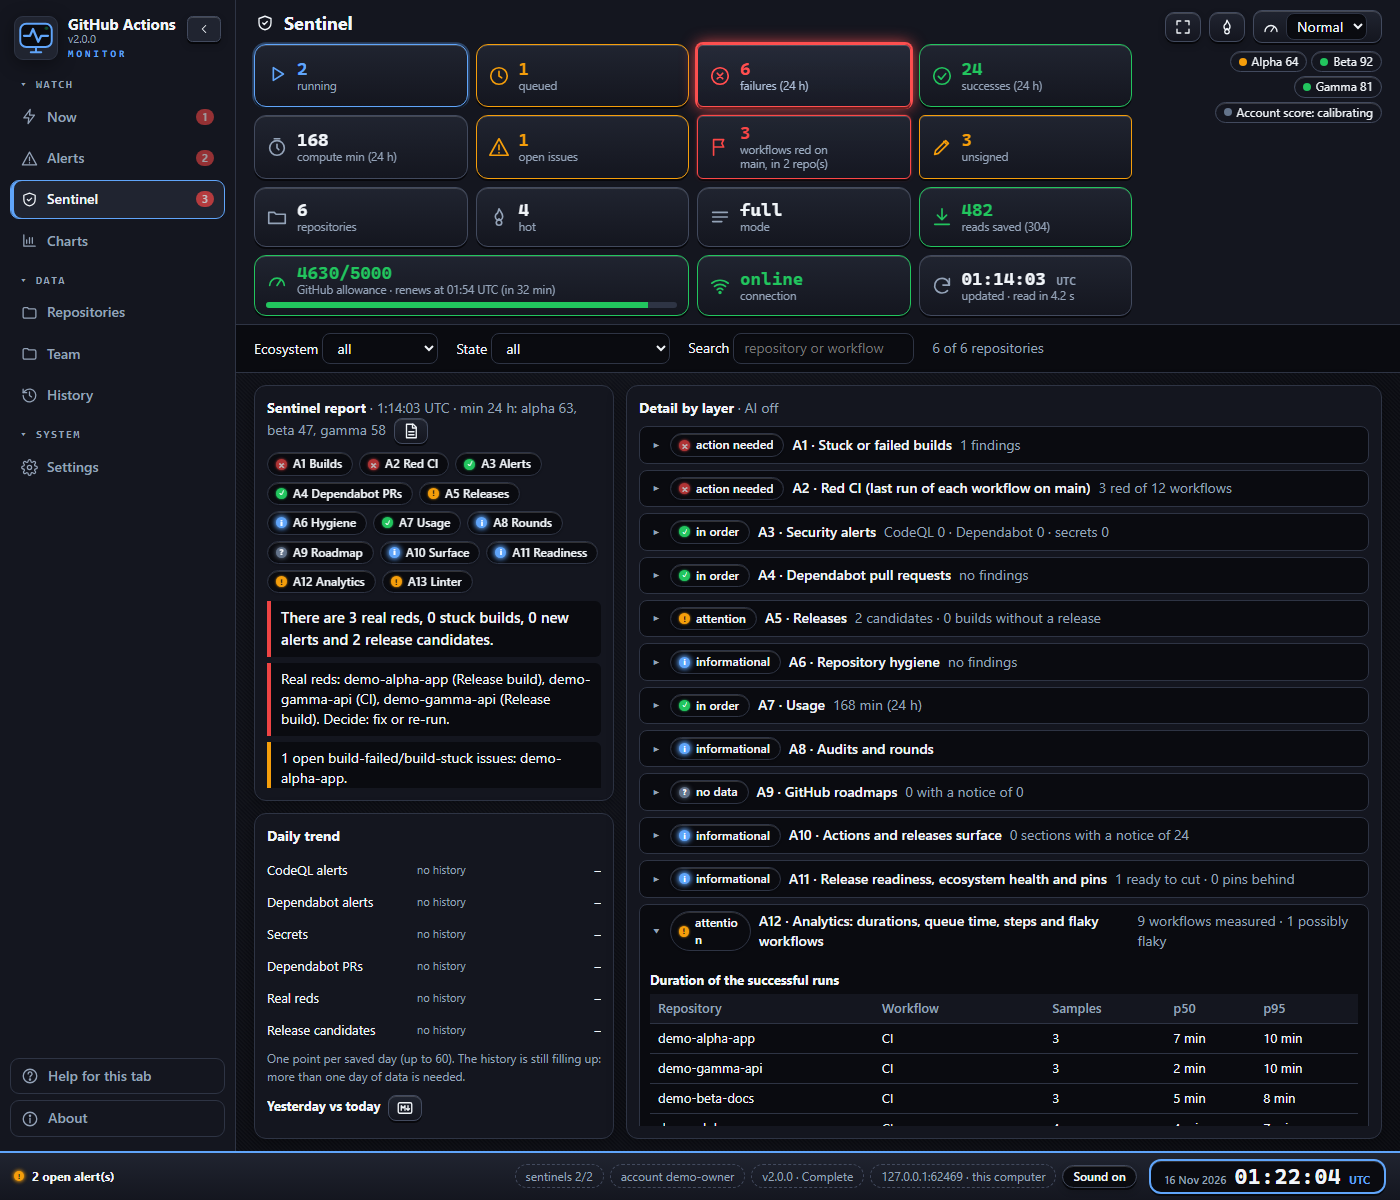 GitHub Actions
v2.0.0
MONITOR
WATCH
Now 1
Alerts 2
Sentinel 3
Charts
DATA
Repositories
Team
History
SYSTEM
Settings
Help for this tab
About
Sentinel
Normal
Alpha 64
Beta 92
Gamma 81
Account score: calibrating
2
running
1
queued
6
failures (24 h)
24
successes (24 h)
168
compute min (24 h)
1
open issues
3
workflows red on
main, in 2 repo(s)
3
unsigned
6
repositories
4
hot
full
mode
482
reads saved (304)
4630/5000
GitHub allowance · renews at 01:54 UTC (in 32 min)
online
connection
01:14:03 UTC
updated · read in 4.2 s
Ecosystem all State all Search repository or workflow 6 of 6 repositories
Sentinel report · 1:14:03 UTC · min 24 h: alpha 63,
beta 47, gamma 58
A1 Builds A2 Red CI A3 Alerts
A4 Dependabot PRs A5 Releases
A6 Hygiene A7 Usage A8 Rounds
A9 Roadmap A10 Surface A11 Readiness
A12 Analytics A13 Linter
There are 3 real reds, 0 stuck builds, 0 new
alerts and 2 release candidates.
Real reds: demo-alpha-app (Release build), demo-
gamma-api (CI), demo-gamma-api (Release
build). Decide: fix or re-run.
1 open build-failed/build-stuck issues: demo-
alpha-app.
Daily trend
CodeQL alerts no history –
Dependabot alerts no history –
Secrets no history –
Dependabot PRs no history –
Real reds no history –
Release candidates no history –
One point per saved day (up to 60). The history is still filling up:
more than one day of data is needed.
Yesterday vs today
Detail by layer · AI off
action needed A1 · Stuck or failed builds 1 findings
action needed A2 · Red CI (last run of each workflow on main) 3 red of 12 workflows
in order A3 · Security alerts CodeQL 0 · Dependabot 0 · secrets 0
in order A4 · Dependabot pull requests no findings
attention A5 · Releases 2 candidates · 0 builds without a release
informational A6 · Repository hygiene no findings
in order A7 · Usage 168 min (24 h)
informational A8 · Audits and rounds
no data A9 · GitHub roadmaps 0 with a notice of 0
informational A10 · Actions and releases surface 0 sections with a notice of 24
informational A11 · Release readiness, ecosystem health and pins 1 ready to cut · 0 pins behind
attentio
n
A12 · Analytics: durations, queue time, steps and flaky
workflows
9 workflows measured · 1 possibly
flaky
Duration of the successful runs
Repository Workflow Samples p50 p95
demo-alpha-app CI 3 7 min 10 min
demo-gamma-api CI 3 2 min 10 min
demo-beta-docs CI 3 5 min 8 min
2 open alert(s)
sentinels 2/2
account demo-owner
v2.0.0 · Complete
127.0.0.1:62469 · this computer
Sound on
16 Nov 2026 01:22:04 UTC